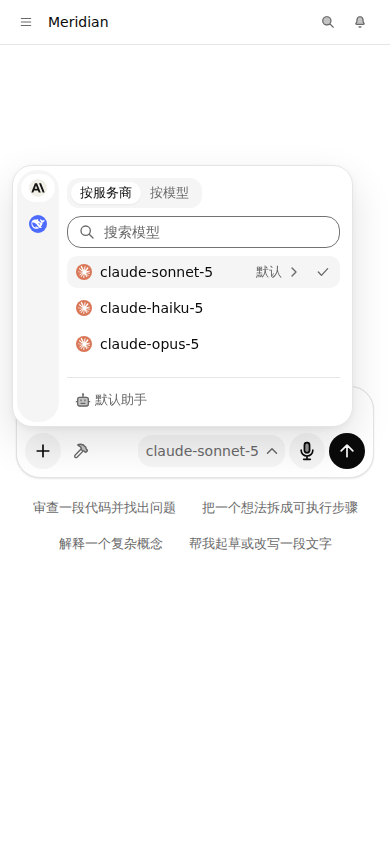 Meridian
按服务商 按模型
搜索模型
claude-sonnet-5 默认
claude-haiku-5
claude-opus-5
默认助手
claude-sonnet-5
审查一段代码并找出问题 把一个想法拆成可执行步骤
解释一个复杂概念 帮我起草或改写一段文字